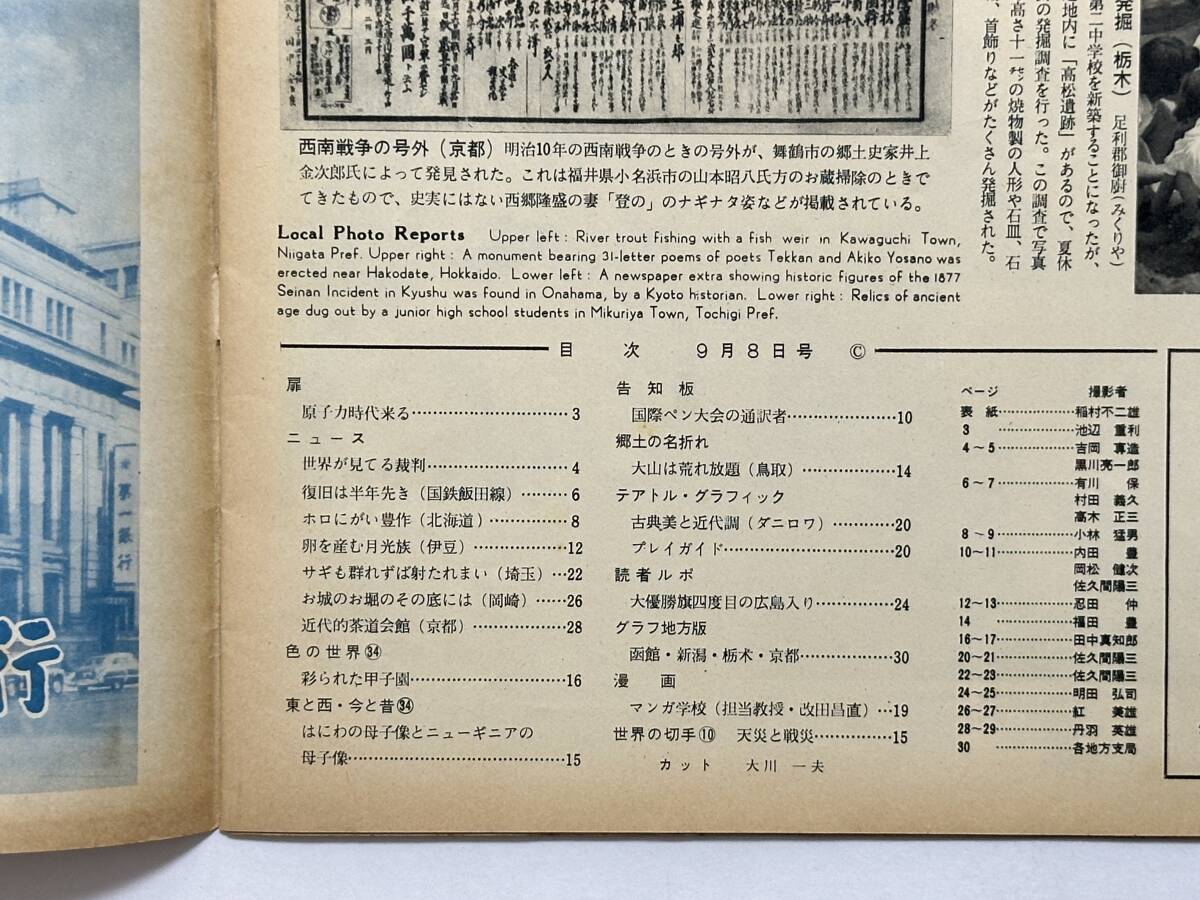 発掘（栃木）足利郡御厨（みくりや）
第二中学校を新築することになったが、
地内に「高松遺跡」があるので、夏休
の発掘調査を行った。この調査で写真
高さ十一㌢の焼物製の人形や石皿、石
首飾りなどがたくさん発掘された。
西南戦争の号外（京都）明治10年の西南戦争のときの号外が、舞鶴市の郷土史家井上
金次郎氏によって発見された。これは福井県小名浜市の山本昭八氏方のお蔵掃除のときで
てきたもので、史実にはない西郷隆盛の妻「登の」のナギナタ姿などが掲載されている。
Local Photo Reports Upper left : River trout fishing with a fish weir in Kawaguchi Town,
Niigata Pref. Upper right : A monument bearing 31-letter poems of poets Tekkan and Akiko Yosano was
erected near Hakodate, Hokkaido. Lower left : A newspaper extra showing historic figures of the 1877
Seinan Incident in Kyushu was found in Onahama, by a Kyoto historian. Lower right : Relics of ancient
age dug out by a junior high school students in Mikuriya Town, Tochigi Pref.
目 次 9月8日号 ©
扉
原子力時代来る……………………3
ニュース
世界が見てる裁判…………………4
復旧は半年先き（国鉄飯田線）………6
ホロにがい豊作（北海道）…………8
卵を産む月光族（伊豆）……………12
サギも群れずば射たれまい（埼玉）…22
お城のお堀のその底には（岡崎）……26
近代的茶道会館（京都）……………28
色の世界㉞
彩られた甲子園……………………16
東と西・今と昔㉞
はにわの母子像とニューギニアの
母子像………………………………15
告知板
国際ペン大会の通訳者……………10
郷土の名折れ
大山は荒れ放題（鳥取）……………14
テアトル・グラフィック
古典美と近代調（ダニロワ）………20
プレイガイド………………………20
読者ルポ
大優勝旗四度目の広島入り…………24
グラフ地方版
函館・新潟・栃木・京都……………30
漫画
マンガ学校（担当教授・改田昌直）…19
世界の切手⑩ 天災と戦災…………15
カット 大川一夫
ページ 撮影者
表紙………………稲村不二雄
3 ………………池辺 重利
4～5………………吉岡 専造
黒川亮一郎
6～7………………有川 保
村田 義久
高木 正三
8～9………………小林 猛男
10～11………………内田 豊
岡松 健次
佐久間陽三
12～13………………忍田 仲
14 ………………福田 豊
16～17………………田中真知郎
20～21………………佐久間陽三
22～23………………佐久間陽三
24～25………………明田 弘司
26～27………………紅 美雄
28～29………………丹羽 英雄
30 ………………各地方支局
第一銀行
行